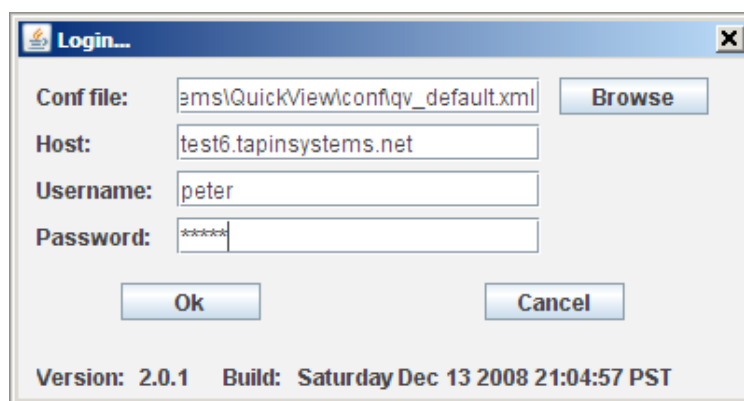 Login...
Conf file: ems\QuickView\conf\qv_default.xml Browse
Host: test6.tapinsystems.net
Username: peter
Password: *****
Ok Cancel
Version: 2.0.1 Build: Saturday Dec 13 2008 21:04:57 PST